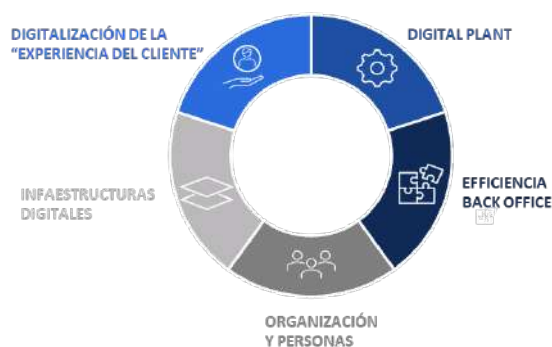 DIGITALIZACIÓN DE LA
“EXPERIENCIA DEL CLIENTE”
DIGITAL PLANT
EFFICIENCIA
BACK OFFICE
INFAESTRUCTURAS
DIGITALES
ORGANIZACIÓN
Y PERSONAS